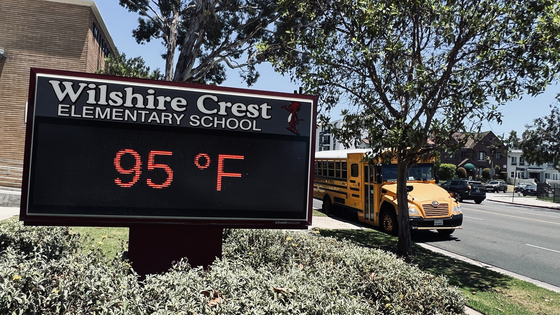 Wilshire Crest
ELEMENTARY SCHOOL
95 °F